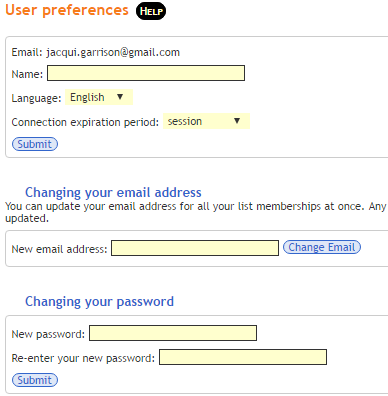 User preferences HELP
Email: jacqui.garrison@gmail.com
Name:
Language: English
Connection expiration period: session
Submit
Changing your email address
You can update your email address for all your list memberships at once. Any
updated.
New email address: Change Email
Changing your password
New password:
Re-enter your new password:
Submit